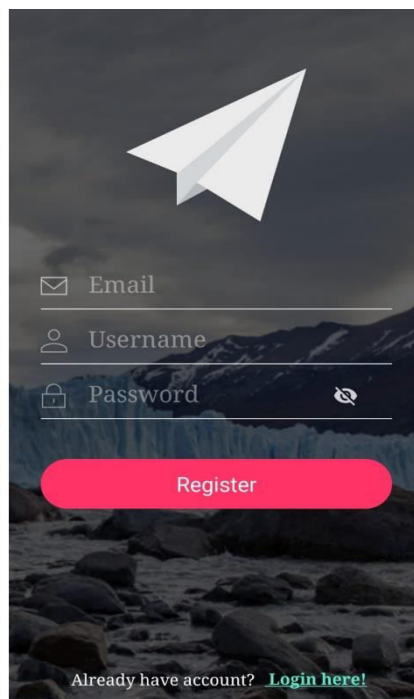 Email
Username
Password
Register
Already have account? Login here!